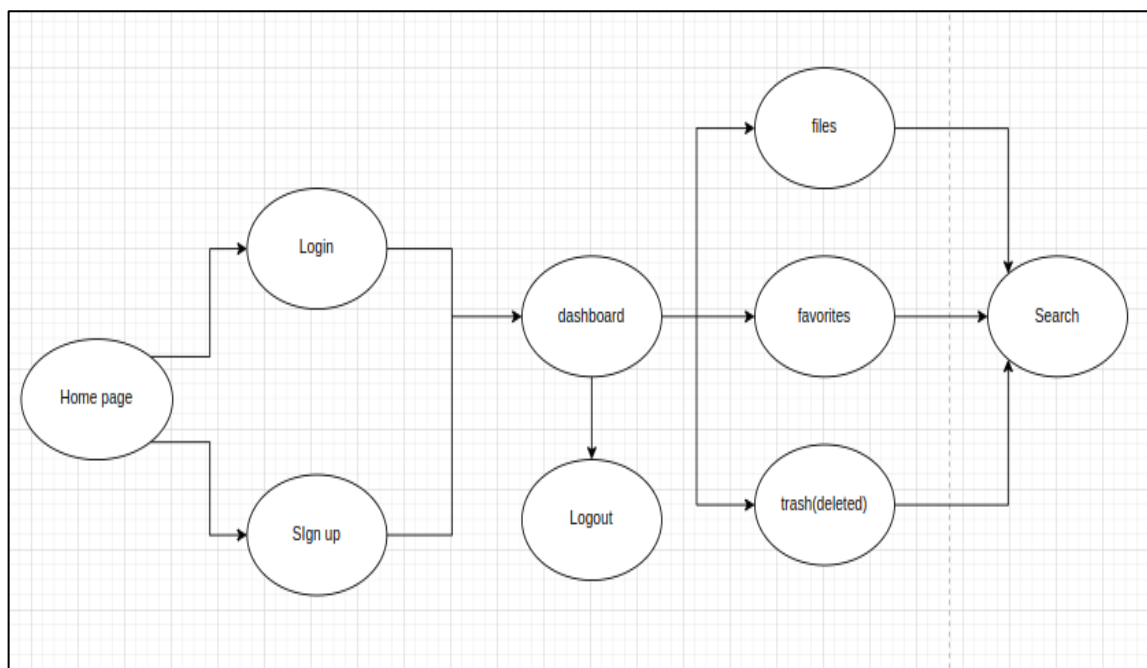 files
Login
dashboard
favorites
Search
Home page
trash(deleted)
Logout
SIgn up